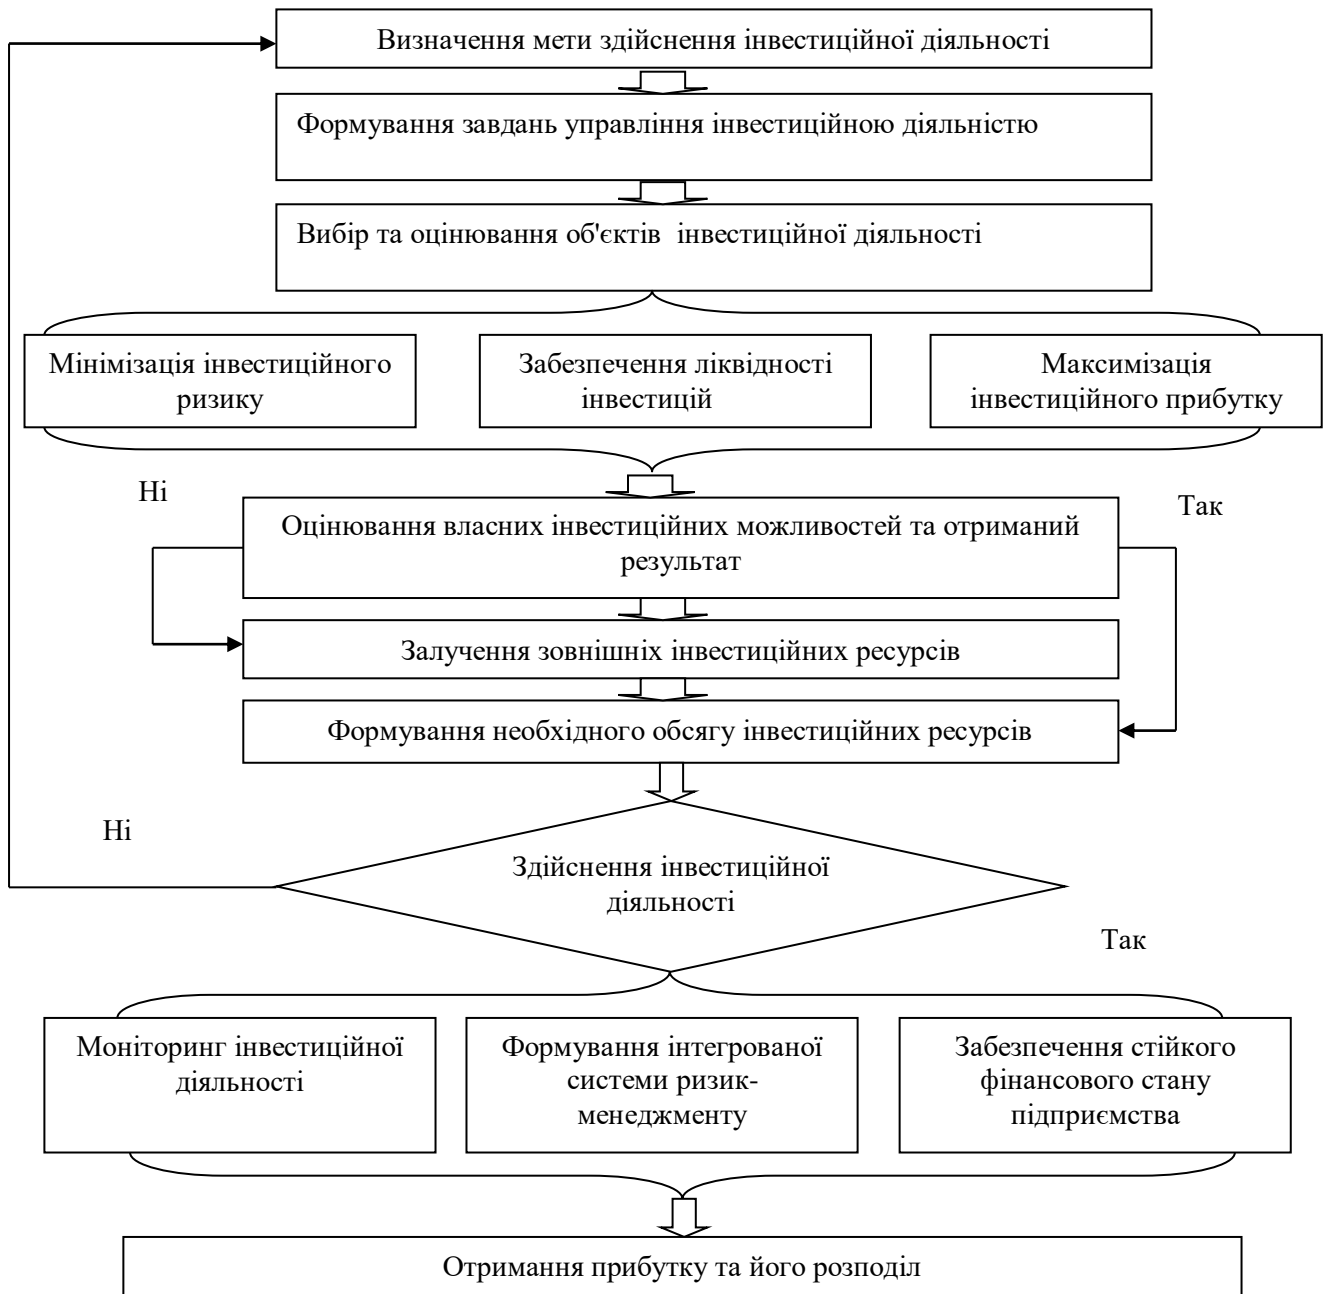 Визначення мети здійснення інвестиційної діяльності
Формування завдань управління інвестиційною діяльністю
Вибір та оцінювання об'єктів інвестиційної діяльності
Мінімізація інвестиційного
ризику
Забезпечення ліквідності
інвестицій
Максимізація
інвестиційного прибутку
Ні
Так
Оцінювання власних інвестиційних можливостей та отриманий
результат
Залучення зовнішніх інвестиційних ресурсів
Формування необхідного обсягу інвестиційних ресурсів
Ні
Здійснення інвестиційної
діяльності
Так
Моніторинг інвестиційної
діяльності
Формування інтегрованої
системи ризик-
менеджменту
Забезпечення стійкого
фінансового стану
підприємства
Отримання прибутку та його розподіл